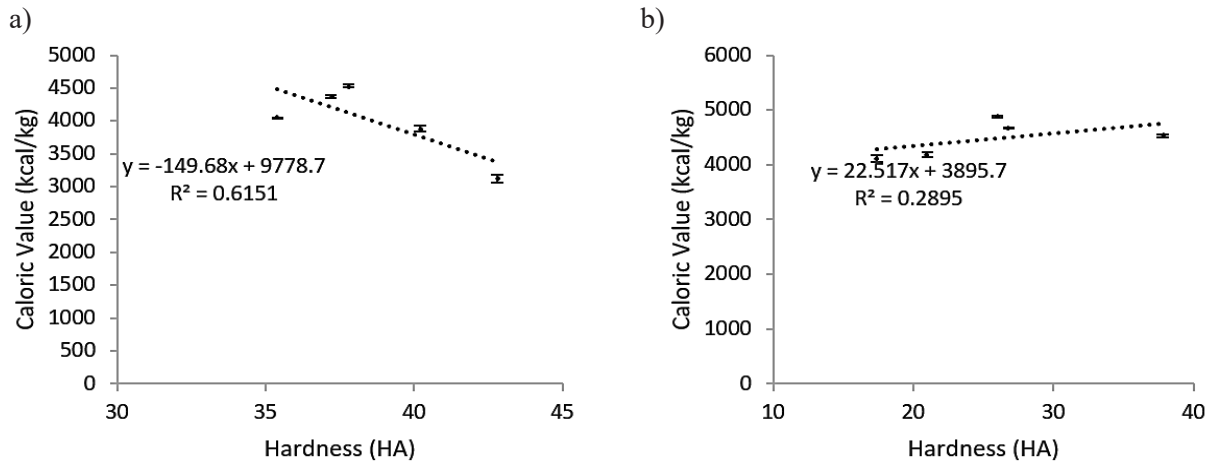 a)
5000
4500
4000
3500
3000
2500
2000
1500
1000
500
0
Caloric Value (kcal/kg)
y = -149.68x + 9778.7
R² = 0.6151
30 35 40 45
Hardness (HA)
b)
6000
5000
4000
3000
2000
1000
0
Caloric Value (kcal/kg)
y = 22.517x + 3895.7
R² = 0.2895
10 20 30 40
Hardness (HA)